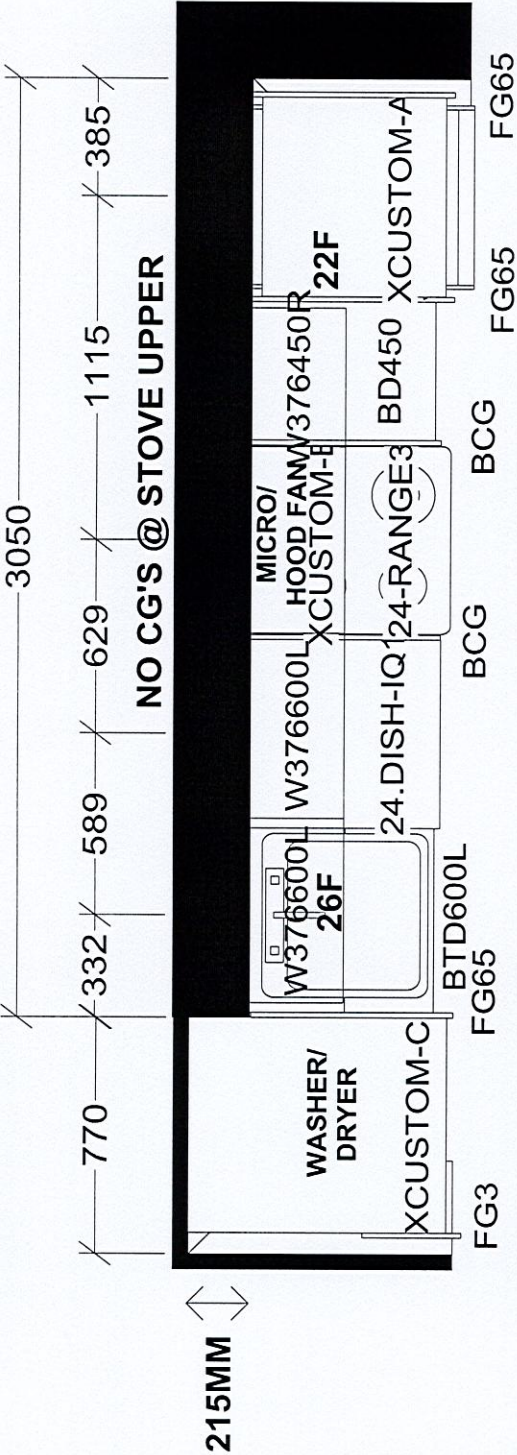 3050
770
332
589
629
1115
385
NO CG'S @ STOVE UPPER
215MM
WASHER/
DRYER
XCUSTOM-C
W376600L
26F
BTD600L
W376600L
24.DISH-IQ
MICRO/
HOOD FAN
XCUSTOM-B
24-RANGE3
W376450R
22F
BD450
XCUSTOM-A
FG3
FG65
BCG
BCG
FG65
FG65